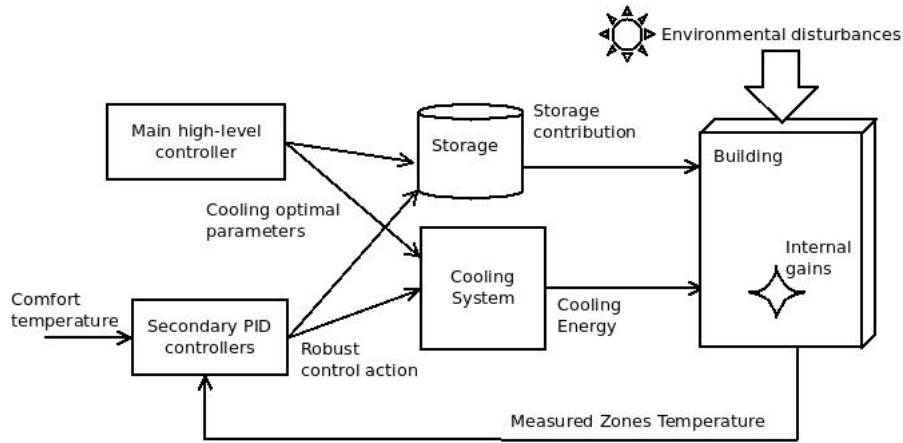 Environmental disturbances
Main high-level
controller
Storage
Storage
contribution
Building
Cooling optimal
parameters
Internal
gains
Cooling
System
Comfort
temperature
Cooling
Energy
Secondary PID
controllers
Robust
control action
Measured Zones Temperature